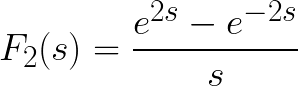 F_2(s) = \frac{e^{2s} - e^{-2s}}{s}